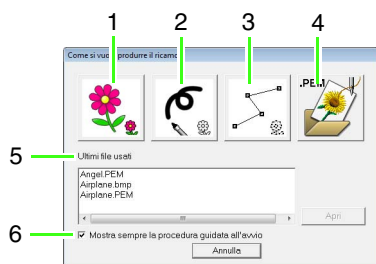 1 2 3 4
Come si vuole produrre il ricamo
.PEM
5 Ultimi file usati
Angel.PEM
Airplane.bmp
Airplane.PEM
Apri
6 Mostra sempre la procedura guidata all'avvio
Annulla